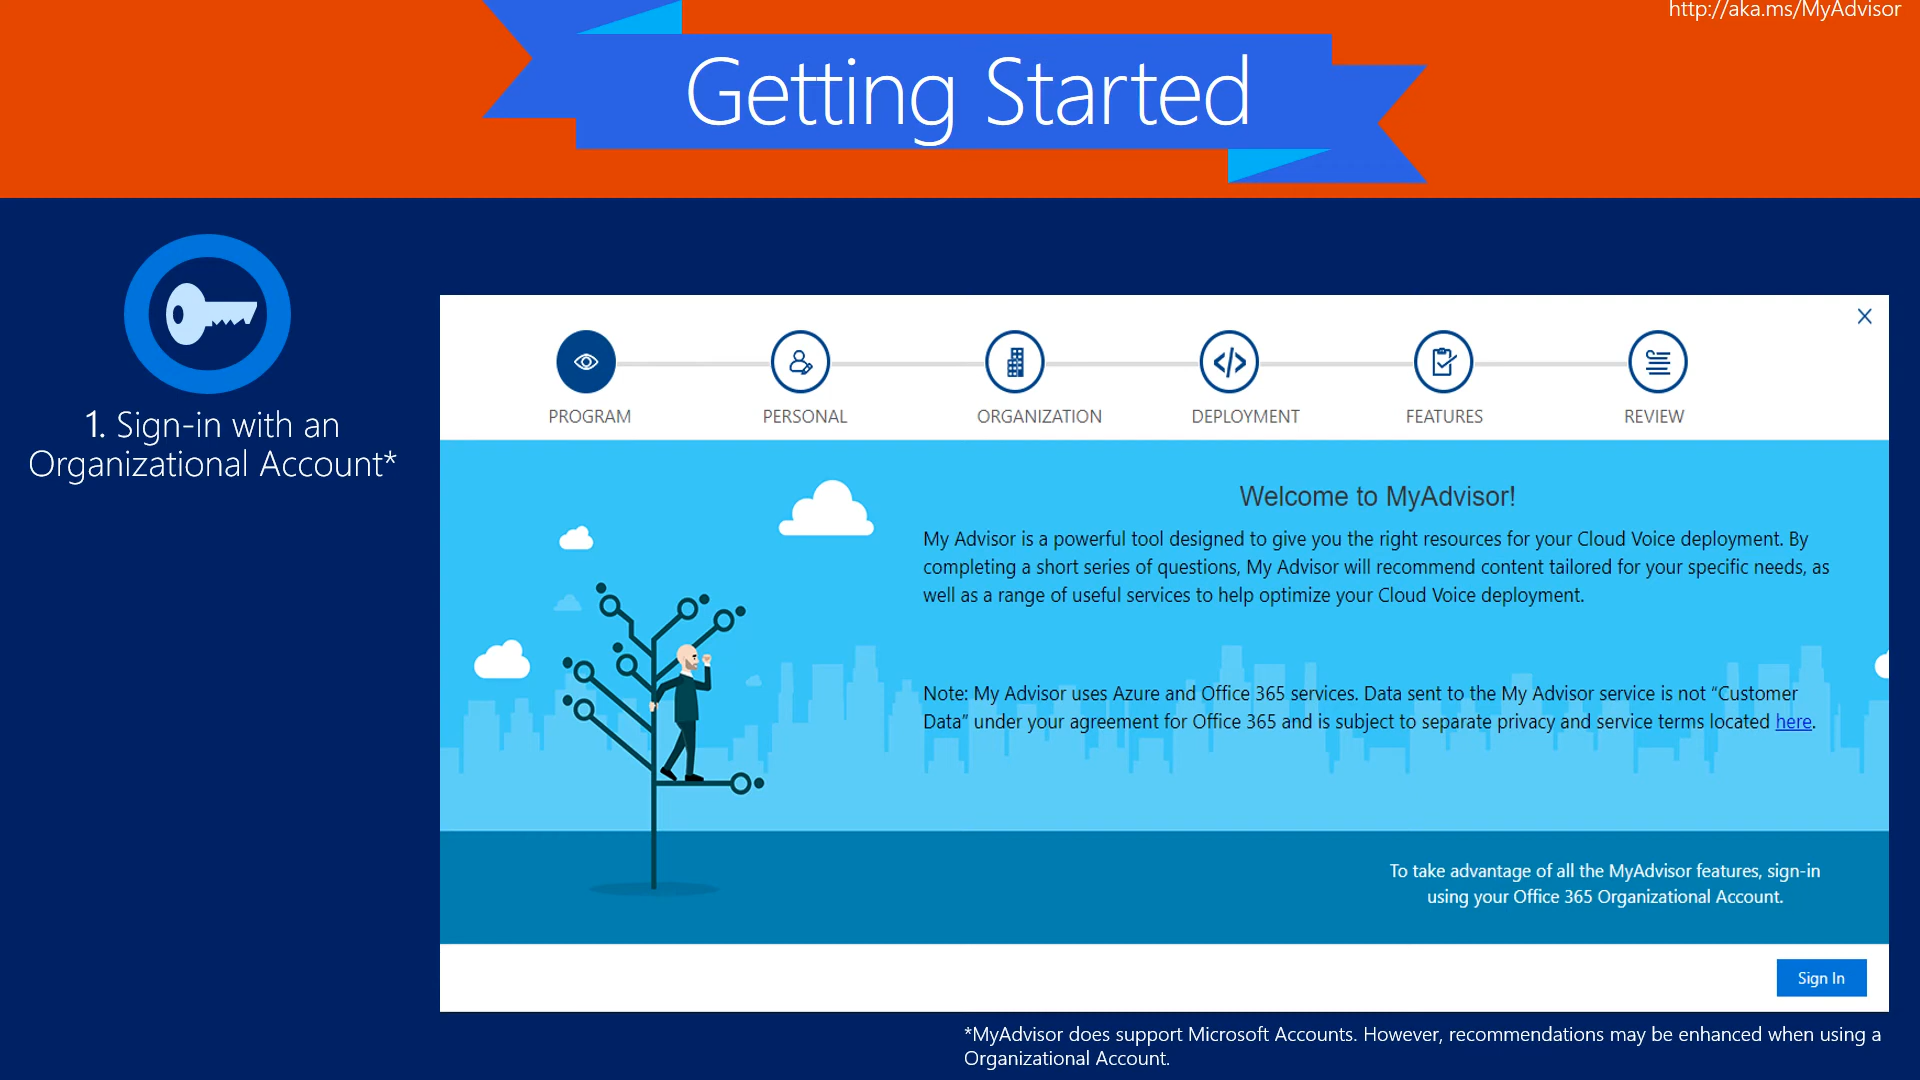 http://aka.ms/MyAdvisor
Getting Started
1. Sign-in with an
Organizational Account*
PROGRAM
PERSONAL
ORGANIZATION
DEPLOYMENT
FEATURES
REVIEW
Welcome to MyAdvisor!
My Advisor is a powerful tool designed to give you the right resources for your Cloud Voice deployment. By
completing a short series of questions, My Advisor will recommend content tailored for your specific needs, as
well as a range of useful services to help optimize your Cloud Voice deployment.
Note: My Advisor uses Azure and Office 365 services. Data sent to the My Advisor service is not “Customer
Data” under your agreement for Office 365 and is subject to separate privacy and service terms located here.
To take advantage of all the MyAdvisor features, sign-in
using your Office 365 Organizational Account.
Sign In
*MyAdvisor does support Microsoft Accounts. However, recommendations may be enhanced when using a
Organizational Account.